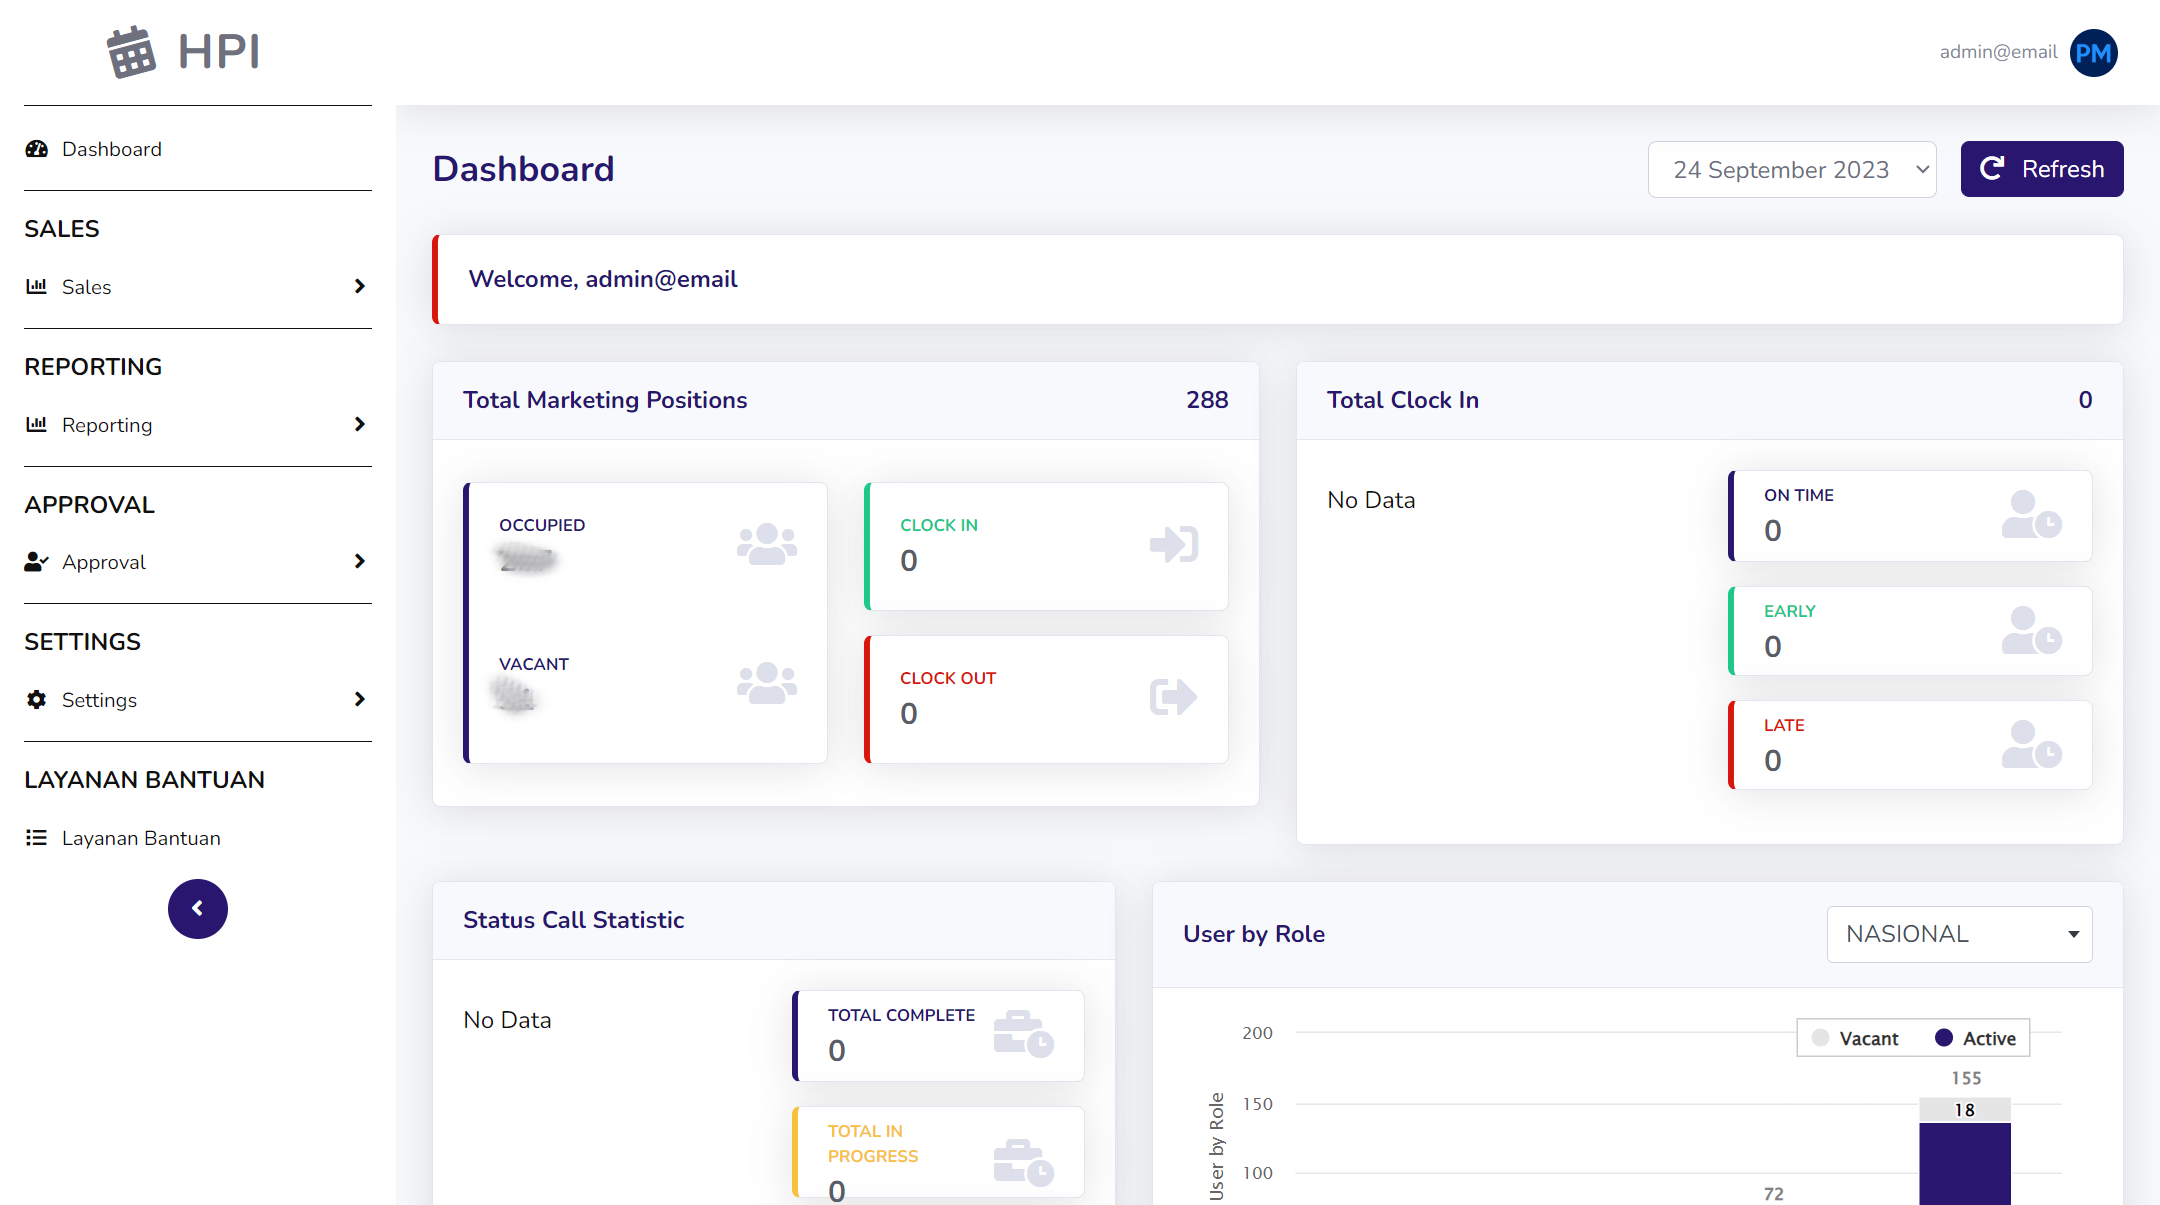 HPI
admin@email
PM
Dashboard
SALES
Sales
REPORTING
Reporting
APPROVAL
Approval
SETTINGS
Settings
LAYANAN BANTUAN
Layanan Bantuan
Dashboard
24 September 2023
Refresh
Welcome, admin@email
Total Marketing Positions
288
OCCUPIED
VACANT
CLOCK IN
0
CLOCK OUT
0
Total Clock In
0
No Data
ON TIME
0
EARLY
0
LATE
0
Status Call Statistic
No Data
TOTAL COMPLETE
0
TOTAL IN
PROGRESS
0
User by Role
NASIONAL
Vacant
Active
200
150
100
User by Role
155
18
72